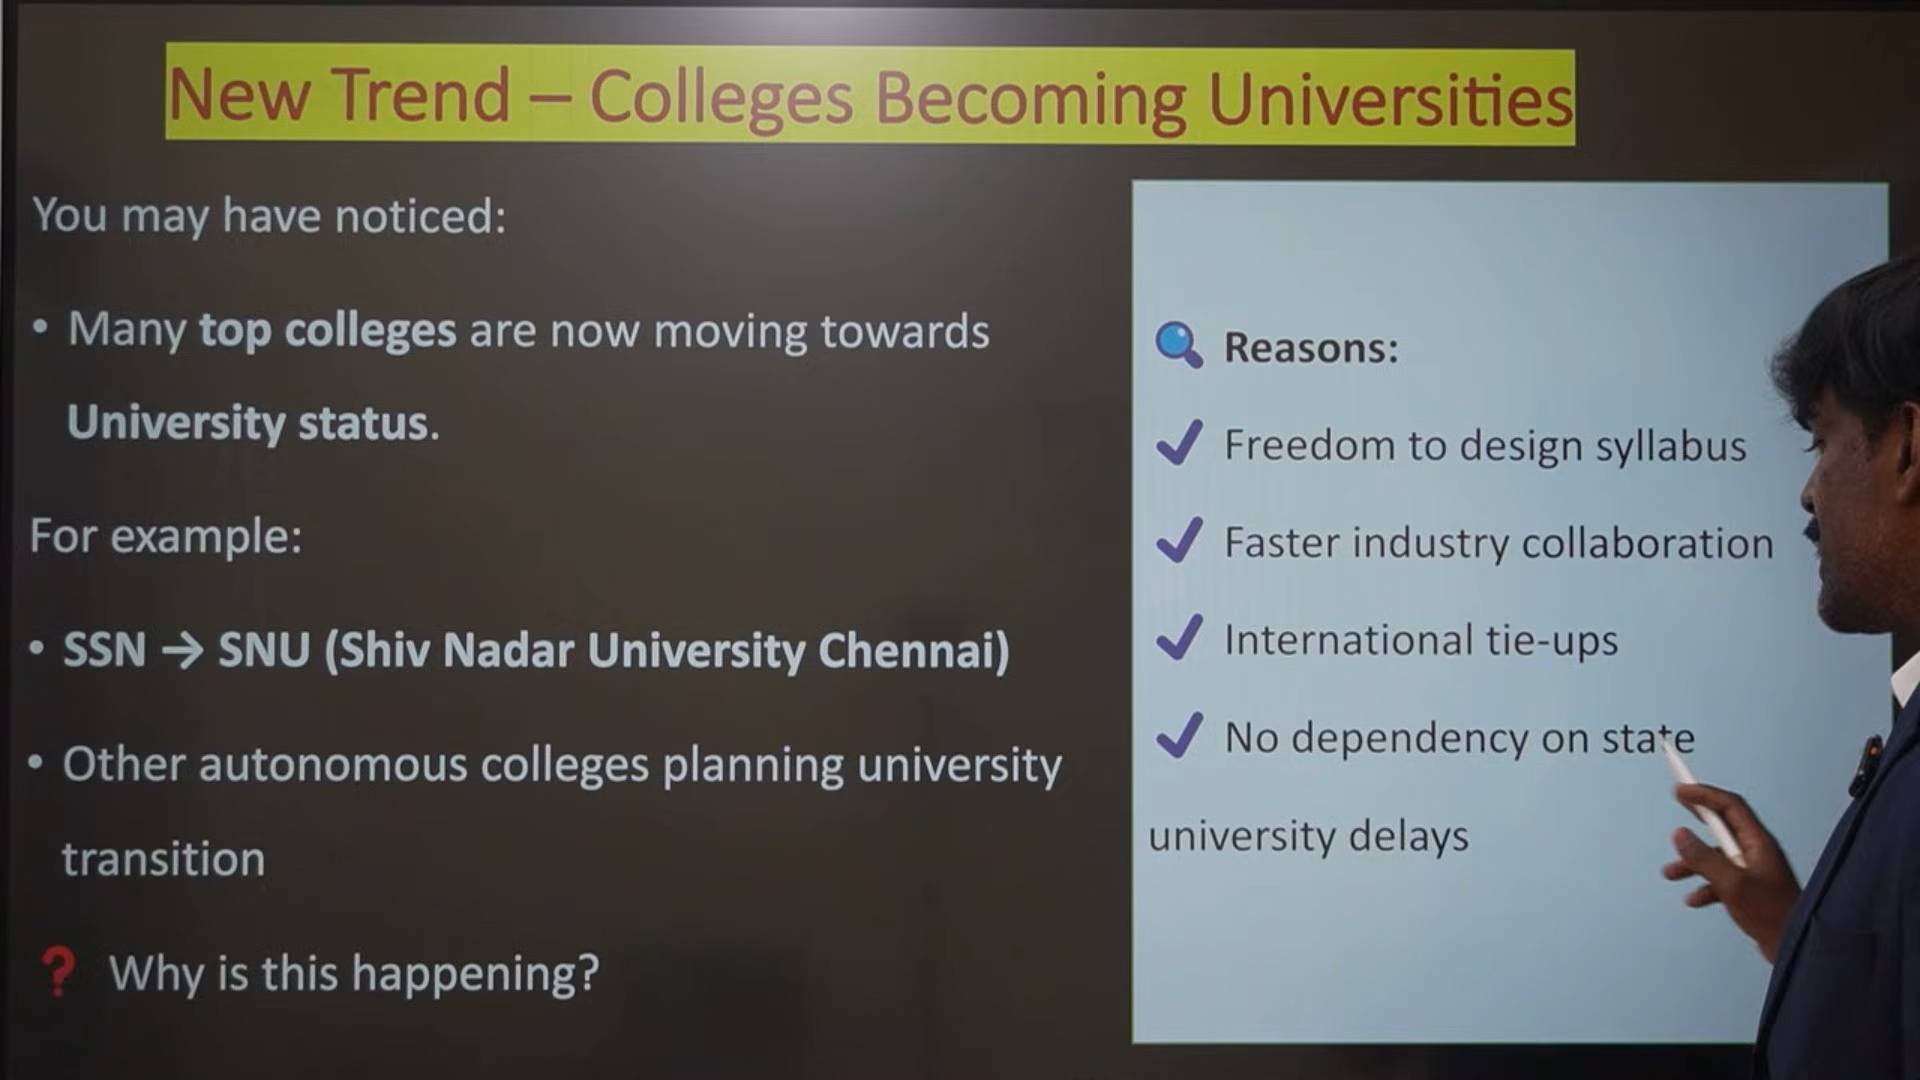 New Trend – Colleges Becoming Universities
You may have noticed:
• Many top colleges are now moving towards
University status.
For example:
• SSN → SNU (Shiv Nadar University Chennai)
• Other autonomous colleges planning university
transition
❓ Why is this happening?
🔍 Reasons:
✔ Freedom to design syllabus
✔ Faster industry collaboration
✔ International tie-ups
✔ No dependency on state
university delays